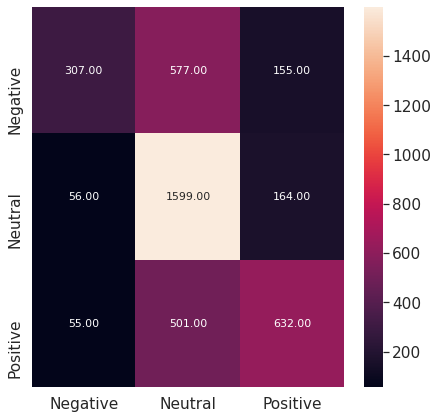 Negative 307.00 577.00 155.00
Neutral 56.00 1599.00 164.00
Positive 55.00 501.00 632.00
Negative Neutral Positive
1400
1200
1000
800
600
400
200